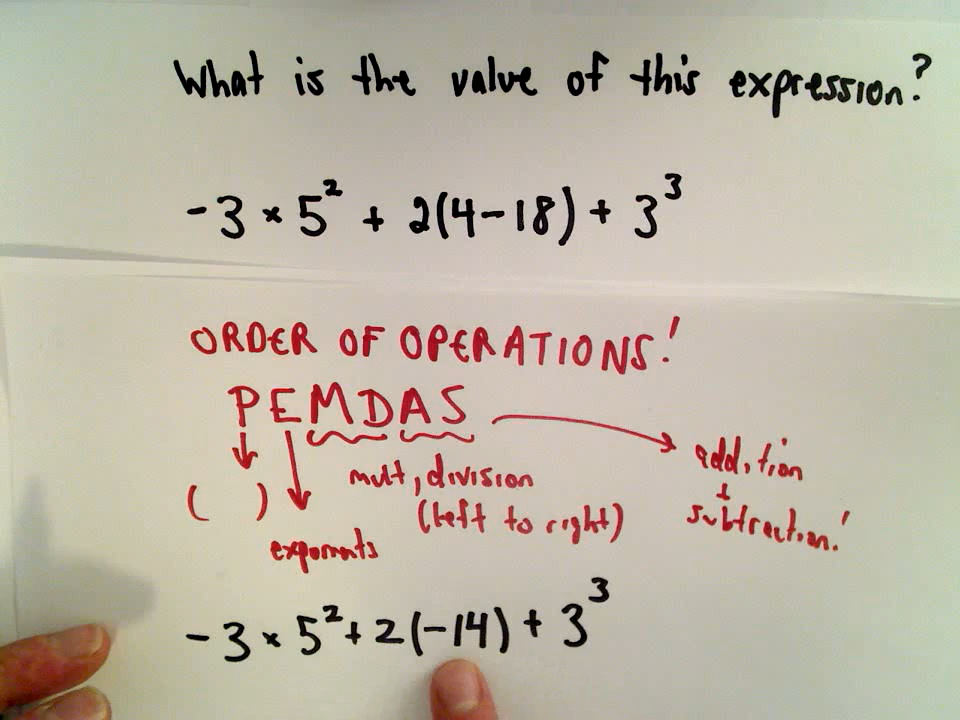 What is the value of this expression?
-3 × 5² + 2(4-18) + 3³
ORDER OF OPERATIONS!
PEMDAS
( )
exponents
mult, division
(left to right)
addition
+
subtraction!
-3 × 5² + 2(-14) + 3³